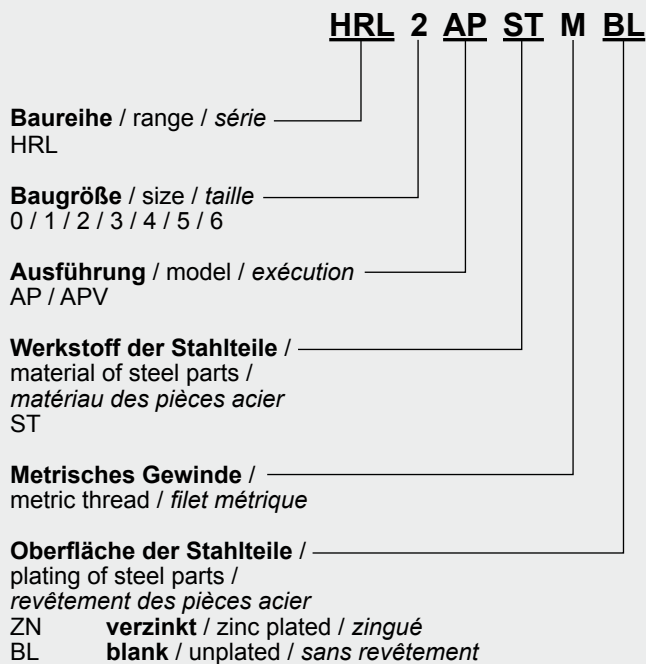 HRL 2 AP ST M BL
Baureihe / range / série
HRL
Baugröße / size / taille
0 / 1 / 2 / 3 / 4 / 5 / 6
Ausführung / model / exécution
AP / APV
Werkstoff der Stahlteile /
material of steel parts /
matériau des pièces acier
ST
Metrisches Gewinde /
metric thread / filet métrique
Oberfläche der Stahlteile /
plating of steel parts /
revêtement des pièces acier
ZN verzinkt / zinc plated / zingué
BL blank / unplated / sans revêtement